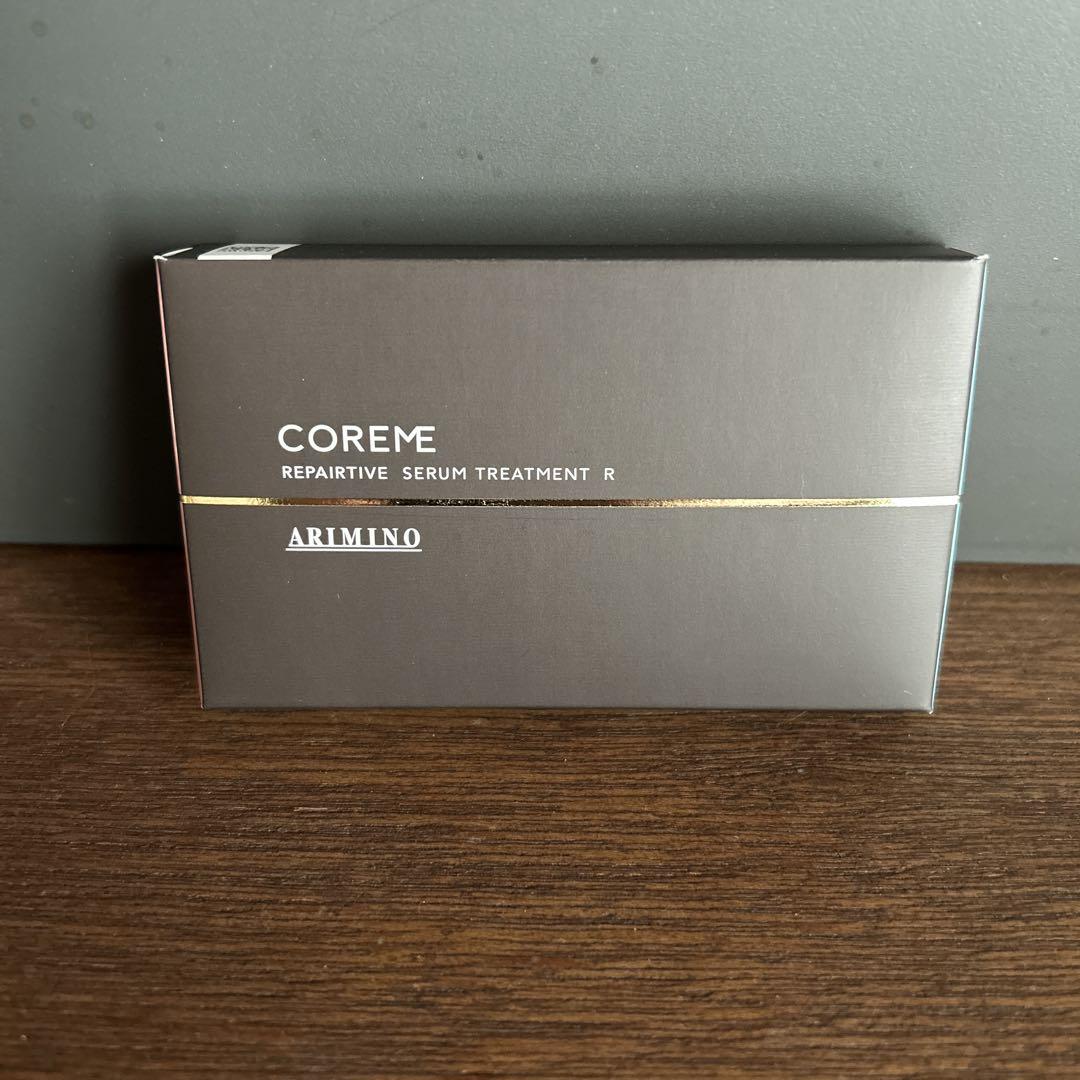 COREME
REPAIRTIVE SERUM TREATMENT R
ARIMINO